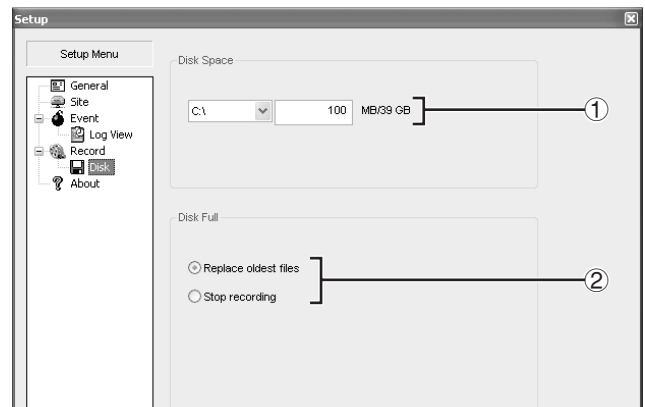 Setup
Setup Menu
General
Site
Event
Log View
Record
Disk
About
Disk Space
C:\ 100 MB/39 GB
①
Disk Full
Replace oldest files
Stop recording
②